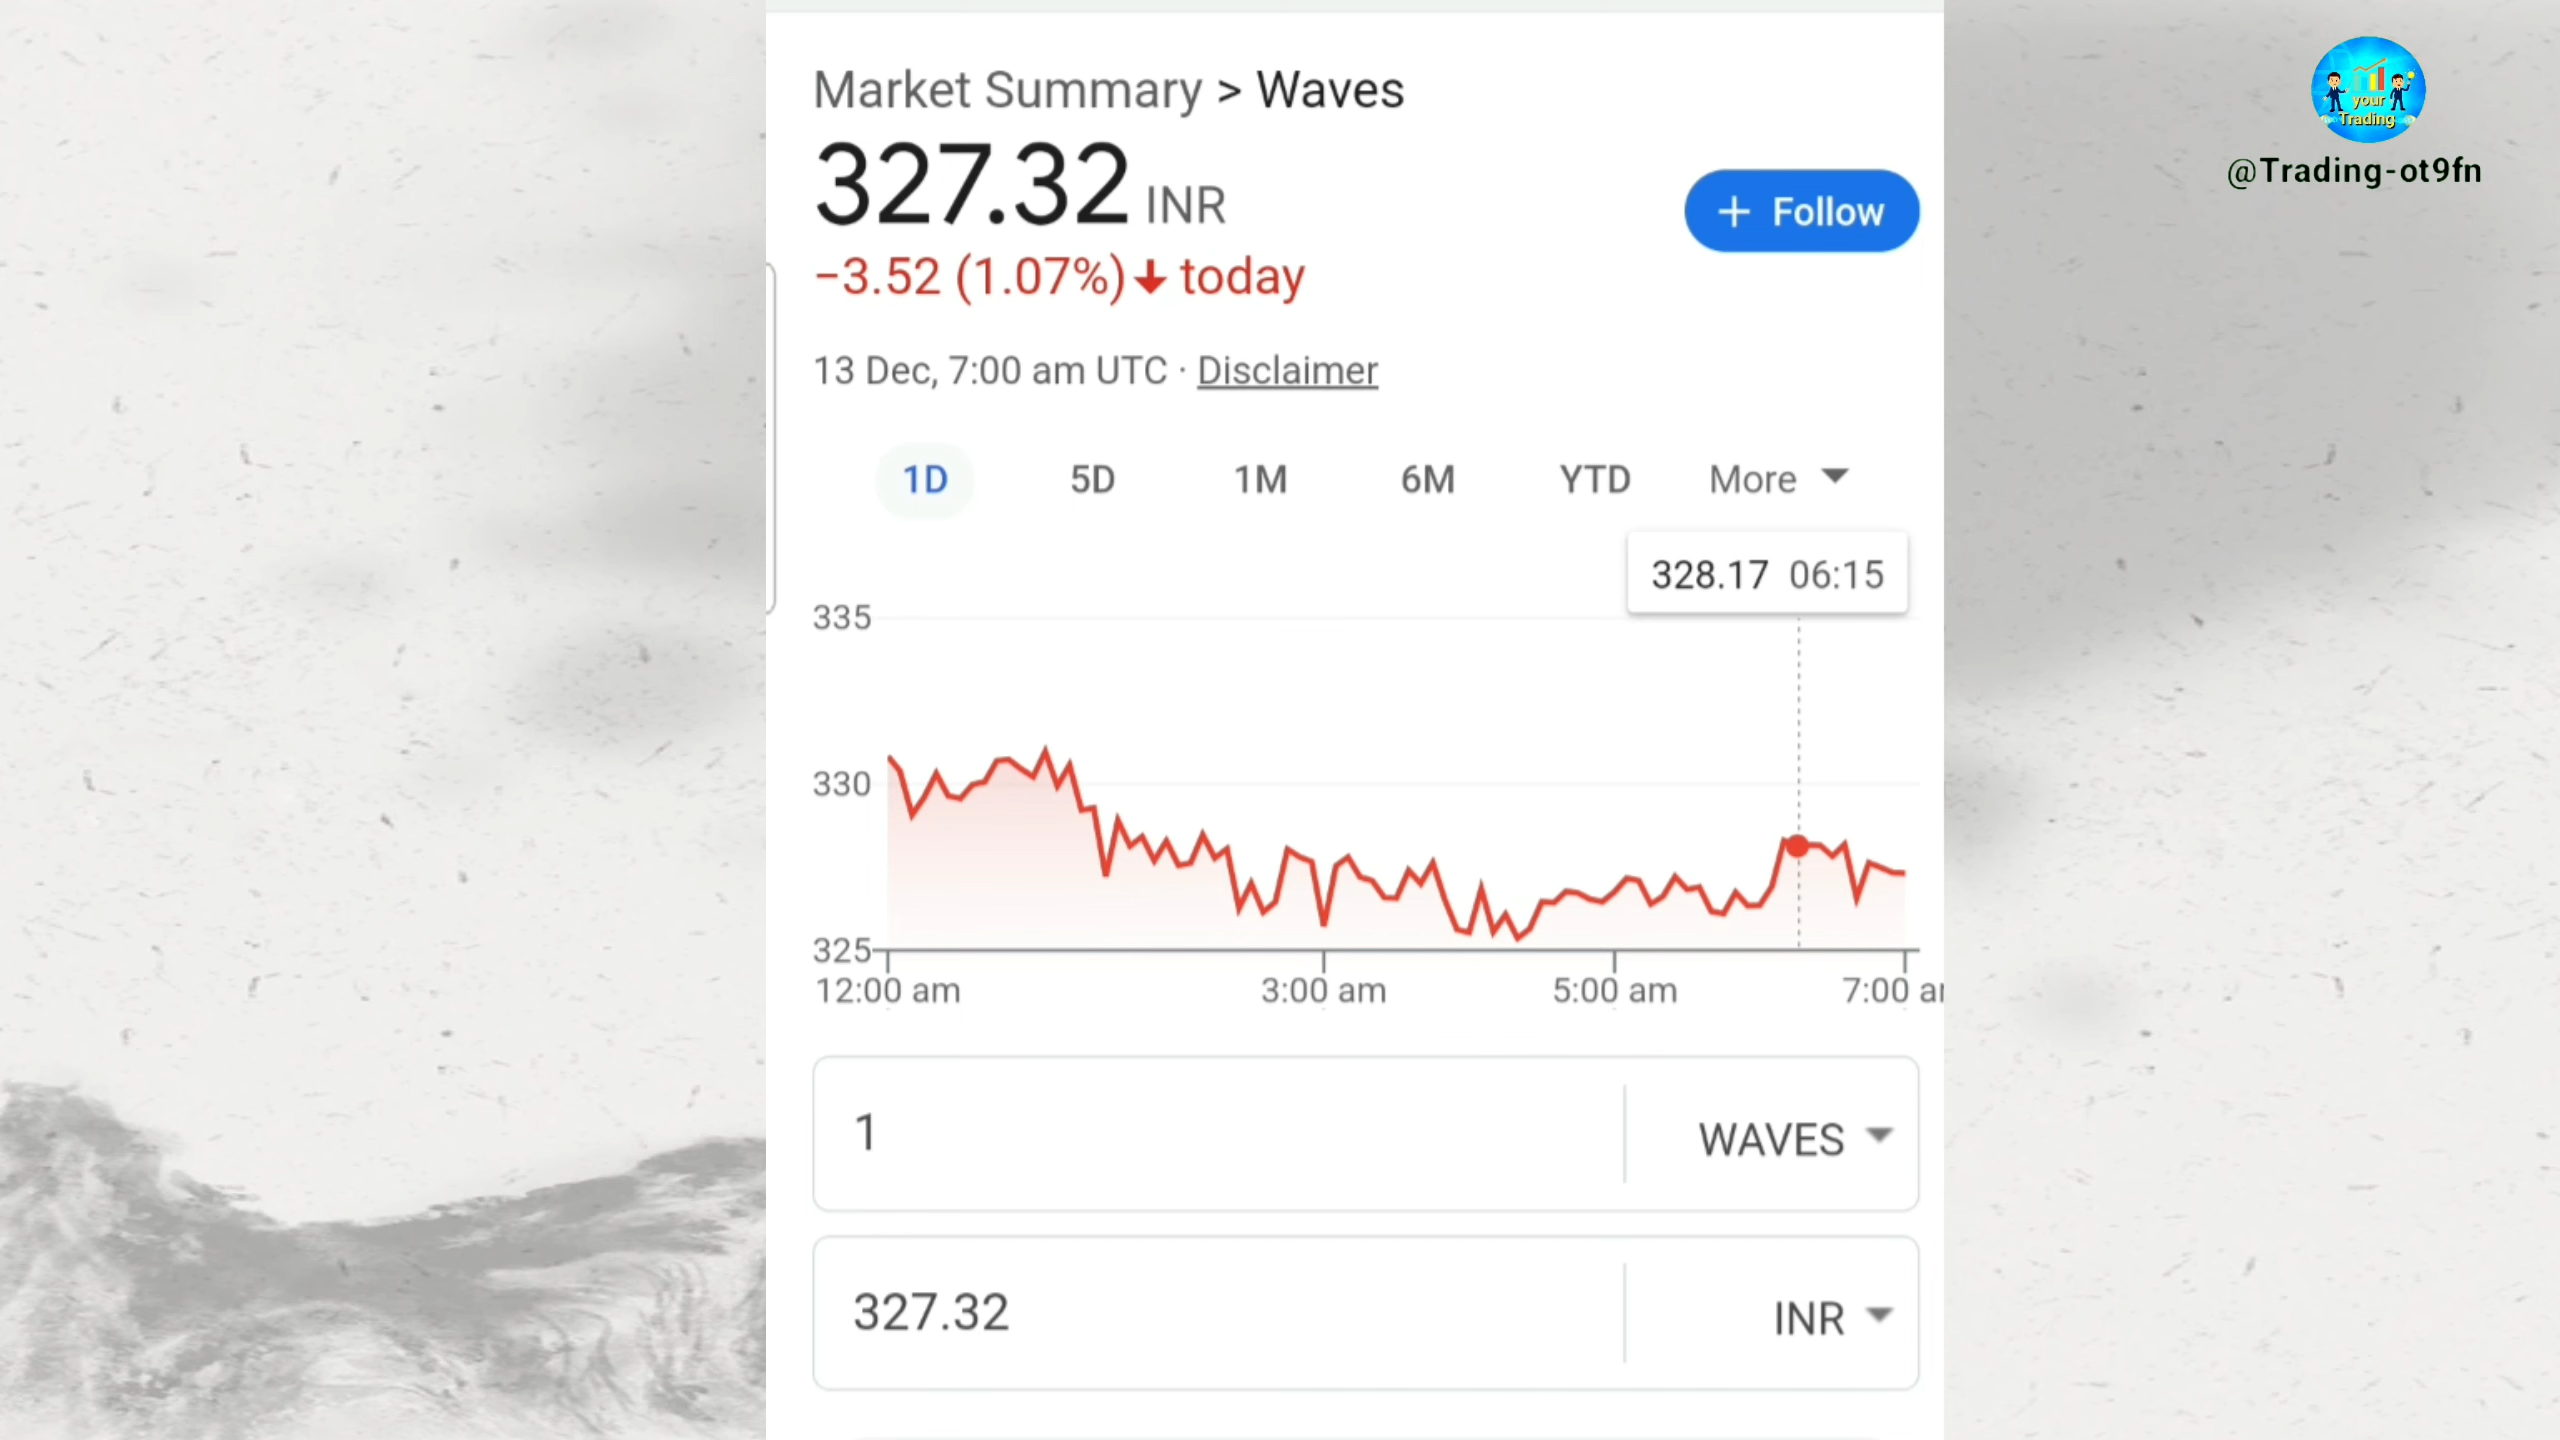 your
Trading
@Trading-ot9fn
Market Summary > Waves
327.32 INR
+ Follow
−3.52 (1.07%) ↓ today
13 Dec, 7:00 am UTC · Disclaimer
1D 5D 1M 6M YTD More
328.17 06:15
335
330
325
12:00 am 3:00 am 5:00 am 7:00 a
1 WAVES
327.32 INR